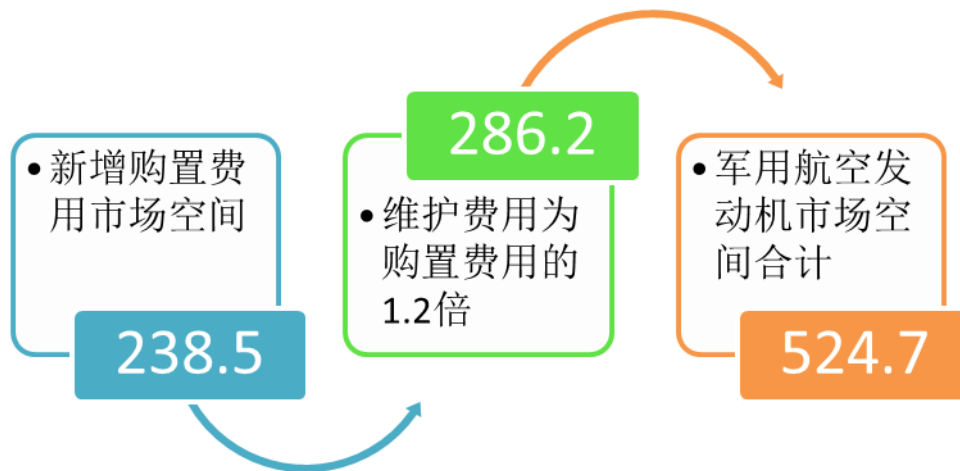 • 新增购置费
用市场空间
238.5
286.2
• 维护费用为
购置费用的
1.2倍
• 军用航空发
动机市场空
间合计
524.7